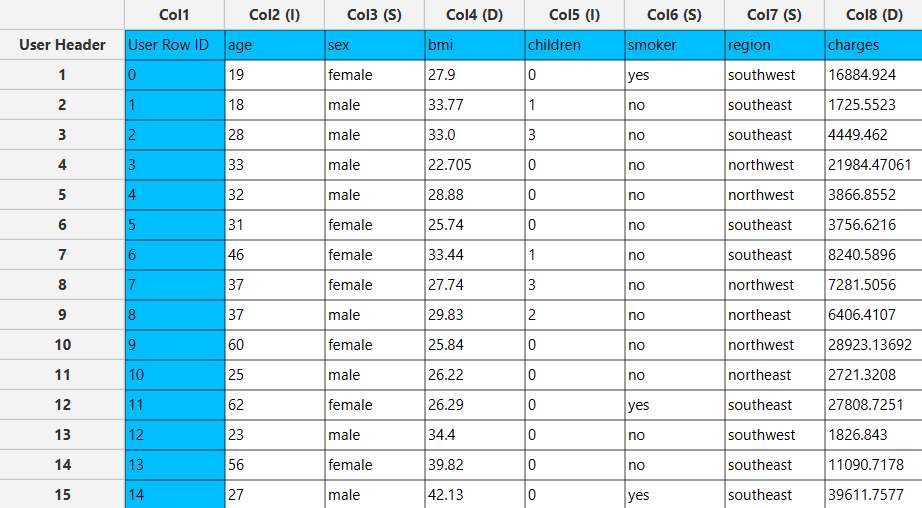 Col1 Col2 (I) Col3 (S) Col4 (D) Col5 (I) Col6 (S) Col7 (S) Col8 (D)
User Header User Row ID age sex bmi children smoker region charges
1 0 19 female 27.9 0 yes southwest 16884.924
2 1 18 male 33.77 1 no southeast 1725.5523
3 2 28 male 33.0 3 no southeast 4449.462
4 3 33 male 22.705 0 no northwest 21984.47061
5 4 32 male 28.88 0 no northwest 3866.8552
6 5 31 female 25.74 0 no southeast 3756.6216
7 6 46 female 33.44 1 no southeast 8240.5896
8 7 37 female 27.74 3 no northwest 7281.5056
9 8 37 male 29.83 2 no northeast 6406.4107
10 9 60 female 25.84 0 no northwest 28923.13692
11 10 25 male 26.22 0 no northeast 2721.3208
12 11 62 female 26.29 0 yes southeast 27808.7251
13 12 23 male 34.4 0 no southwest 1826.843
14 13 56 female 39.82 0 no southeast 11090.7178
15 14 27 male 42.13 0 yes southeast 39611.7577